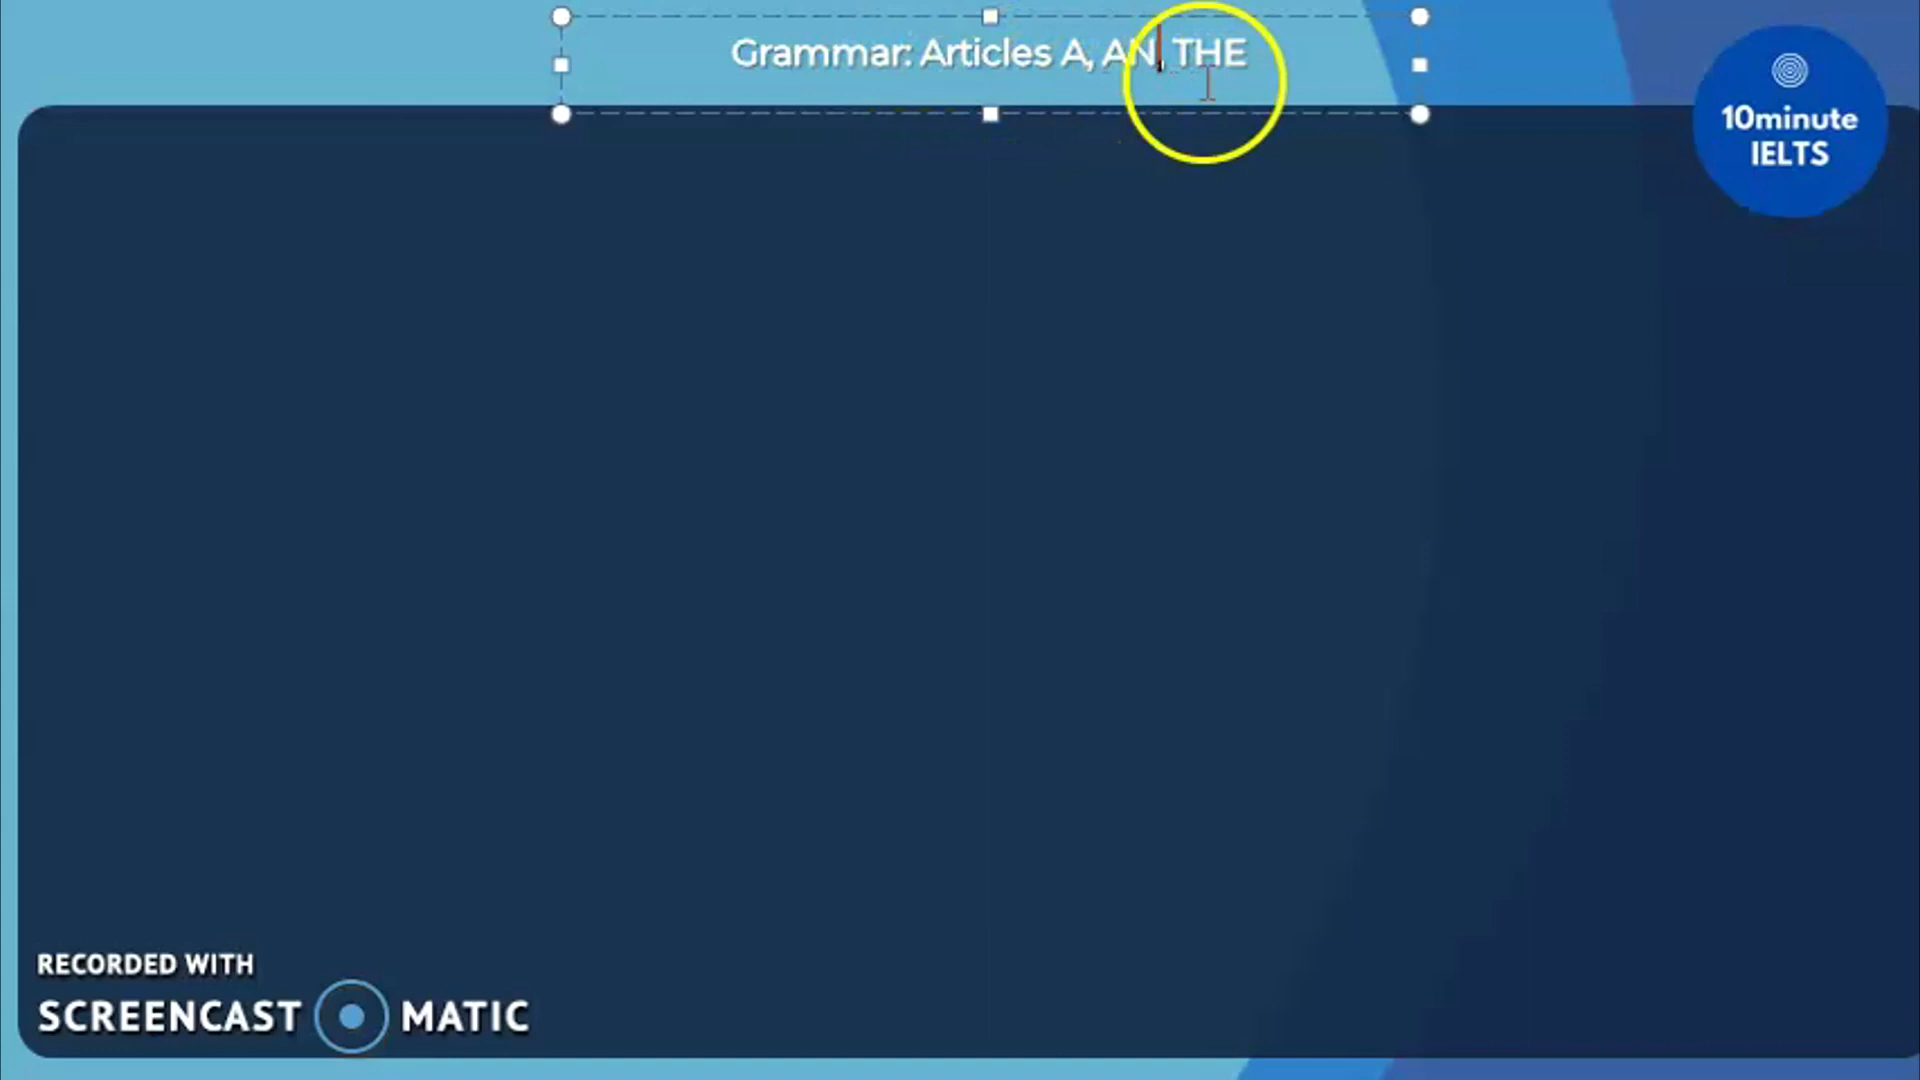 Grammar: Articles A, AN, THE
10minute
IELTS
RECORDED WITH
SCREENCAST MATIC